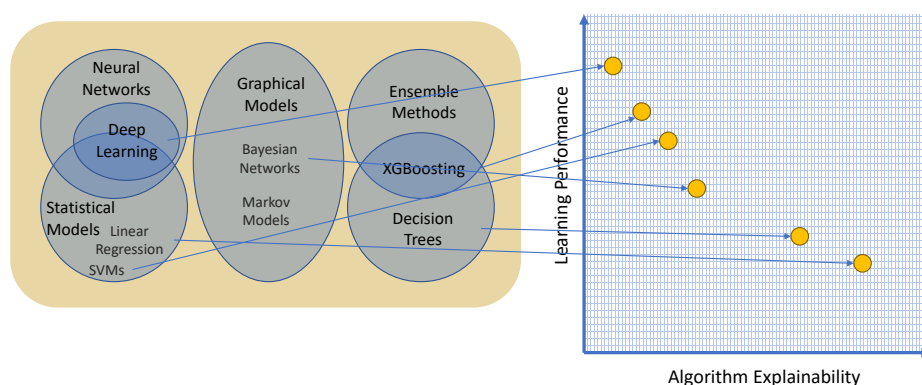 Neural
Networks
Deep
Learning
Statistical
Models
Linear
Regression
SVMs
Graphical
Models
Bayesian
Networks
Markov
Models
Ensemble
Methods
XGBoosting
Decision
Trees
Learning Performance
Algorithm Explainability